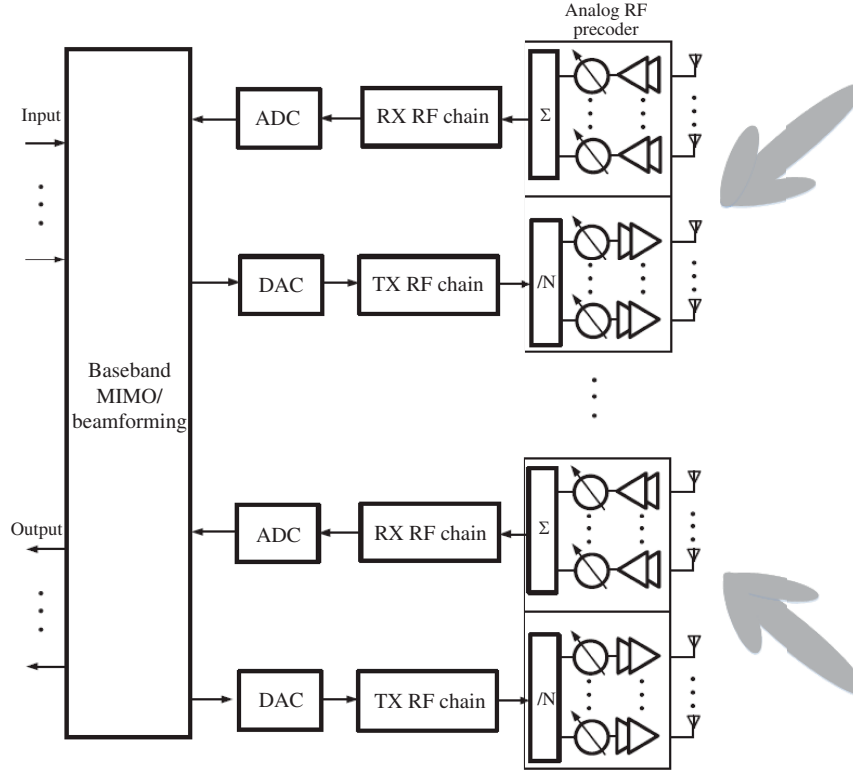 Analog RF
precoder
Input
ADC
RX RF chain
Σ
DAC
TX RF chain
/N
Baseband
MIMO/
beamforming
Output
ADC
RX RF chain
Σ
DAC
TX RF chain
/N